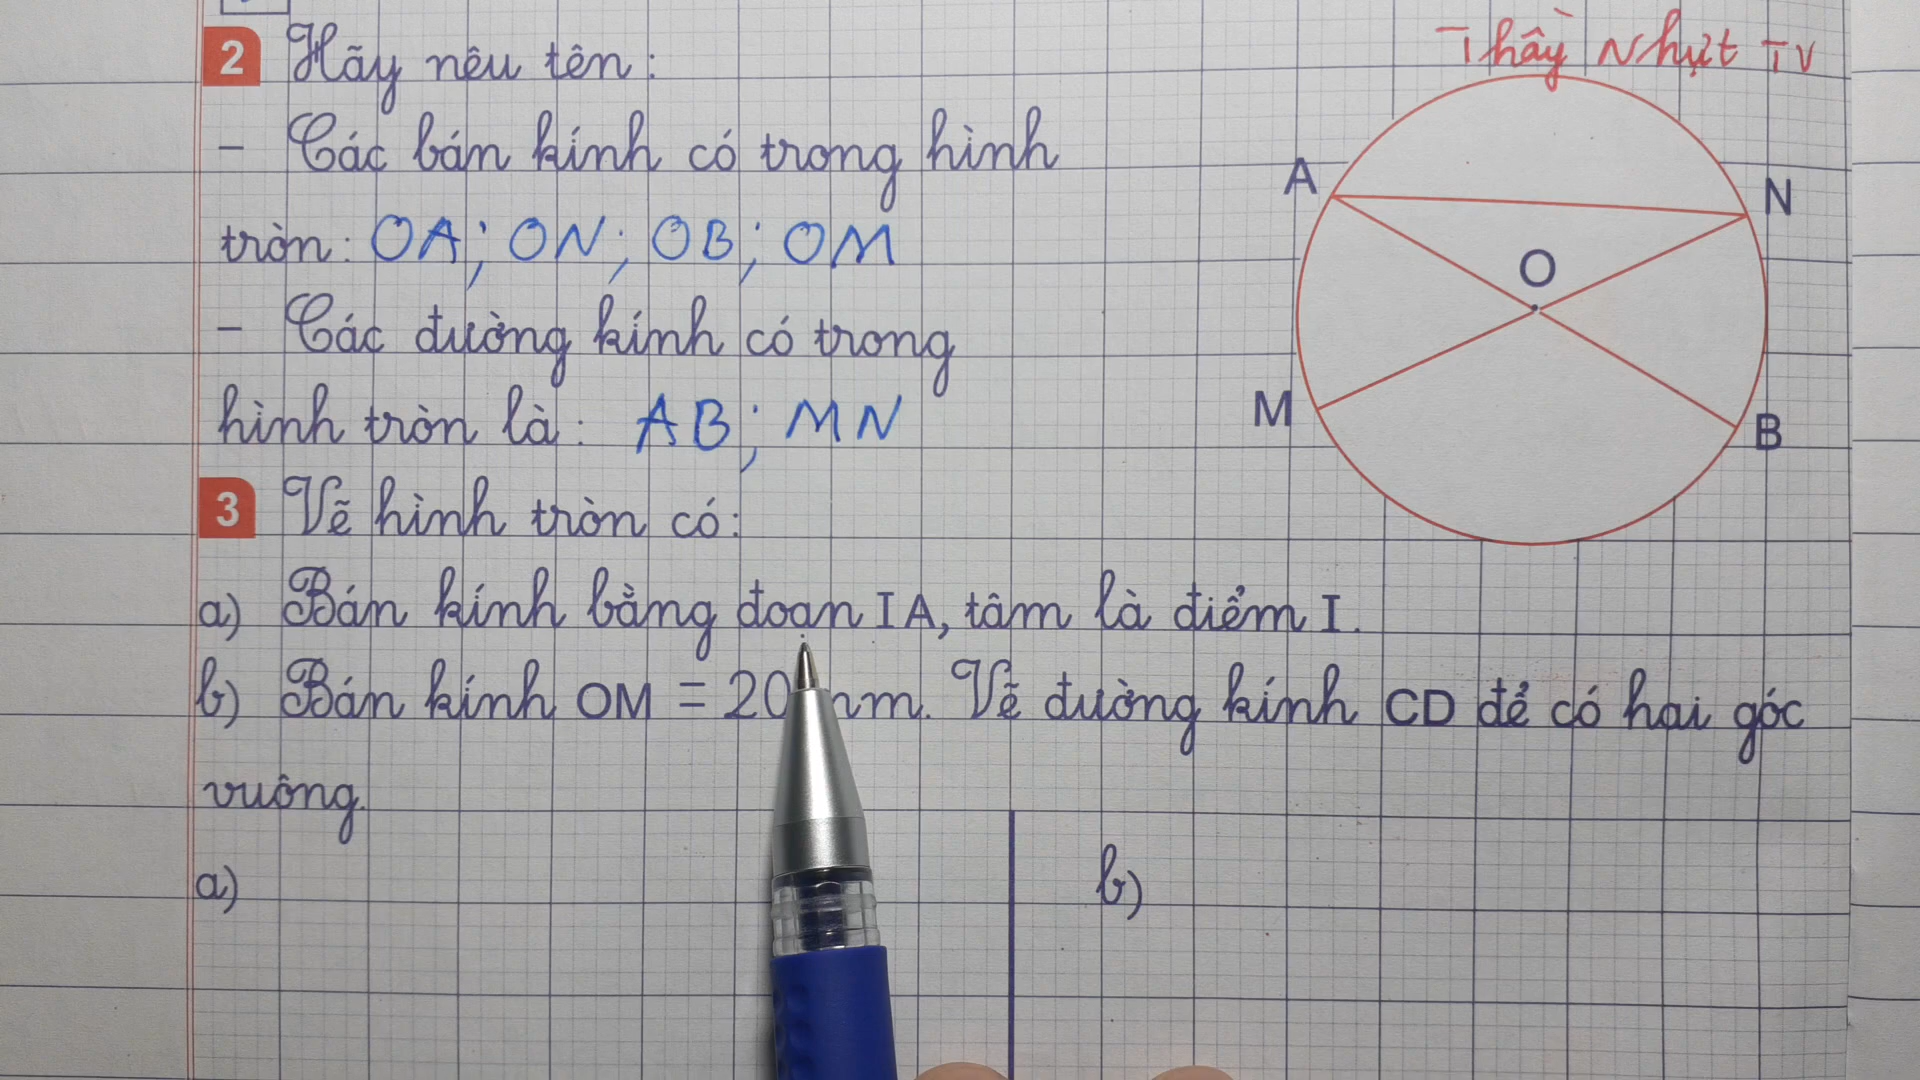 Thầy Nhựt TV
2 Hãy nêu tên:
- Các bán kính có trong hình
tròn: OA; ON; OB; OM
- Các đường kính có trong
hình tròn là: AB; MN
A
N
O
M
B
3 Vẽ hình tròn có:
a) Bán kính bằng đoạn IA, tâm là điểm I.
b) Bán kính OM = 20 mm. Vẽ đường kính CD để có hai góc
vuông.
a)
b)